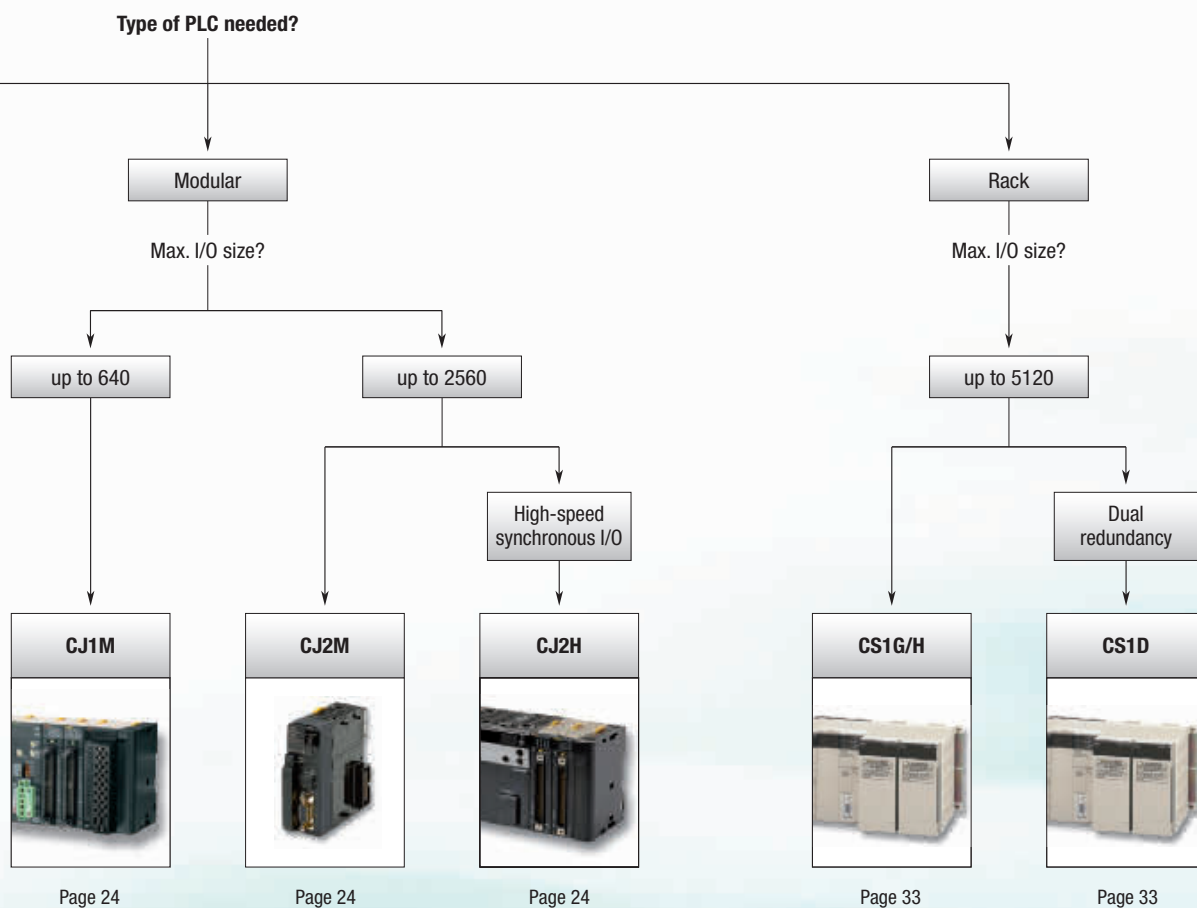 Type of PLC needed?
Modular
Rack
Max. I/O size?
Max. I/O size?
up to 640
up to 2560
up to 5120
High-speed
synchronous I/O
Dual
redundancy
CJ1M
CJ2M
CJ2H
CS1G/H
CS1D
Page 24
Page 24
Page 24
Page 33
Page 33